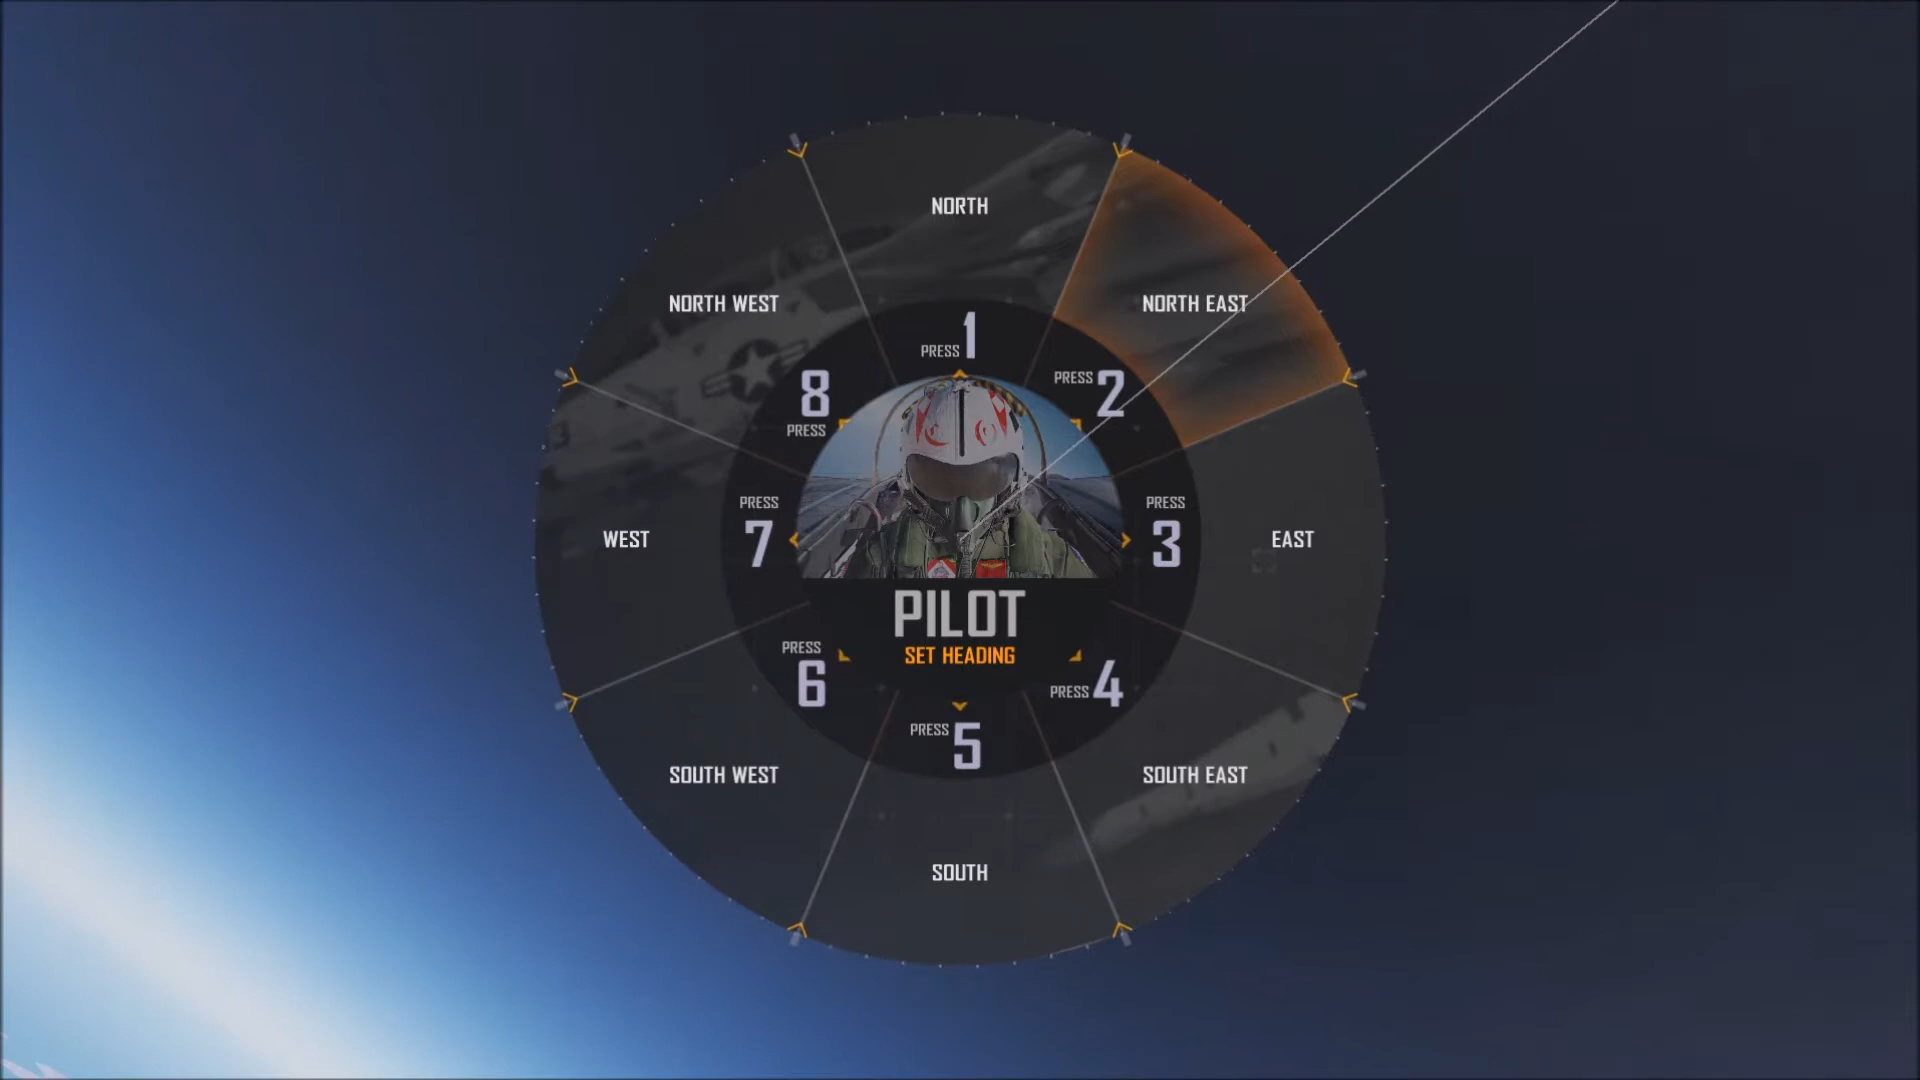 NORTH
NORTH WEST
NORTH EAST
PRESS 1
PRESS 2
8
PRESS
PRESS
7
PRESS
3
WEST
EAST
PILOT
SET HEADING
PRESS
6
PRESS 4
PRESS 5
SOUTH WEST
SOUTH EAST
SOUTH